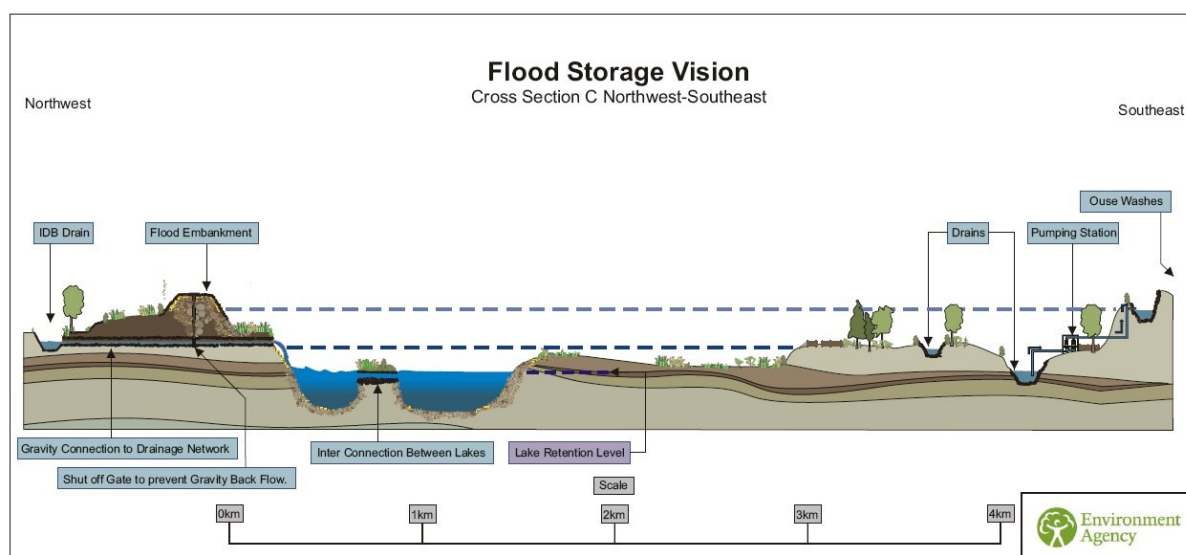 Flood Storage Vision
Cross Section C Northwest-Southeast
Northwest
Southeast
Ouse Washes
IDB Drain
Flood Embankment
Drains
Pumping Station
Gravity Connection to Drainage Network
Inter Connection Between Lakes
Lake Retention Level
Shut off Gate to prevent Gravity Back Flow.
Scale
0km
1km
2km
3km
4km
Environment
Agency